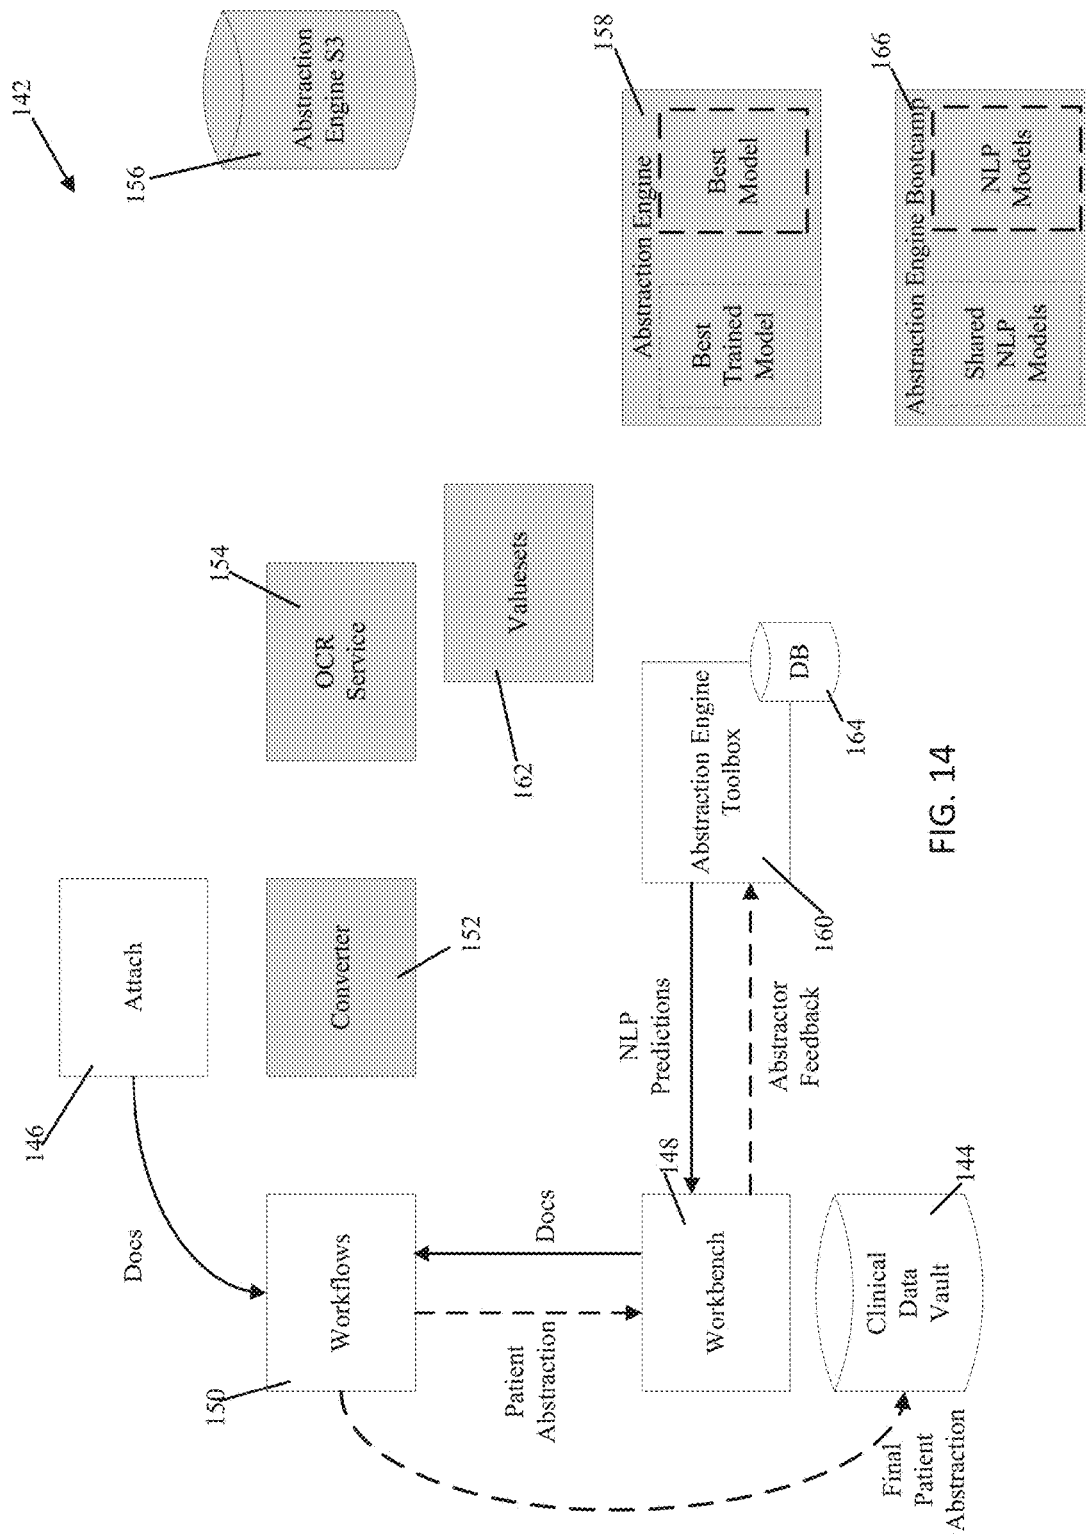 142
146
Docs
Attach
156
Abstraction
Engine S3
150
Workflows
Converter
152
154
OCR
Service
Patient
Abstraction
Docs
162
Valuesets
148
Workbench
NLP
Predictions
Abstractor
Feedback
Abstraction Engine
Toolbox
160
DB
164
158
Abstraction Engine
Best
Trained
Model
Best
Model
144
Clinical
Data
Vault
Final
Patient
Abstraction
166
Abstraction Engine Bootcamp
Shared
NLP
Models
NLP
Models
FIG. 14